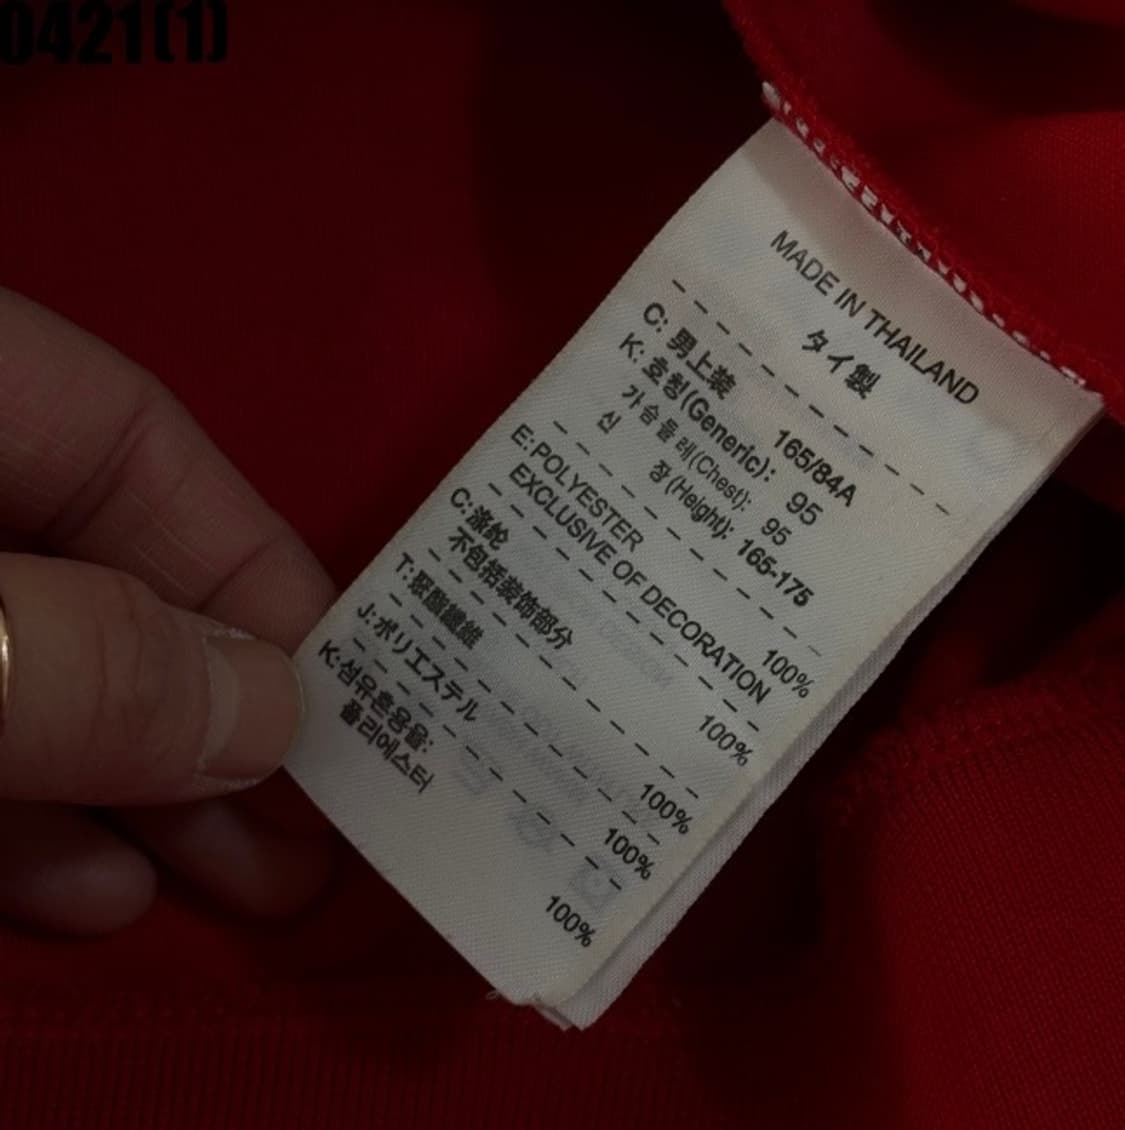 0421(1)
MADE IN THAILAND
タイ製
C: 男上装 165/84A
K: 호칭(Generic): 95
가슴둘레(Chest): 95
신 장(Height): 165-175
E: POLYESTER 100%
EXCLUSIVE OF DECORATION
C: 涤纶 100%
不包括装饰部分
T: 聚酯纖維 100%
J: ポリエステル 100%
K: 섬유혼용율:
폴리에스터 100%